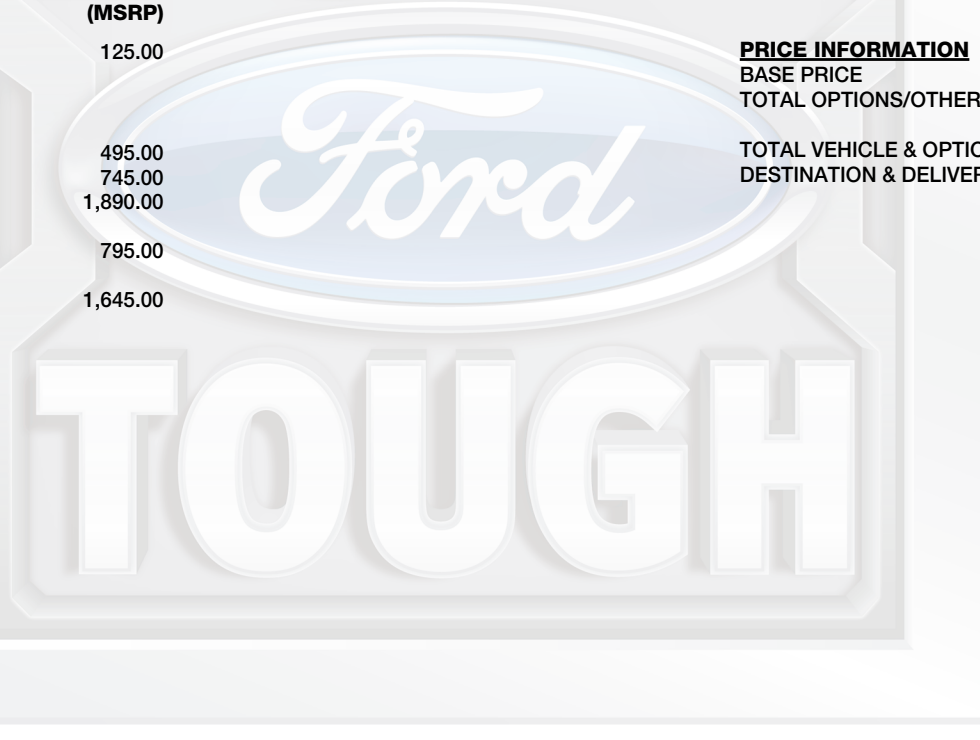 (MSRP)
125.00
495.00
745.00
1,890.00
795.00
1,645.00
PRICE INFORMATION
BASE PRICE
TOTAL OPTIONS/OTHER
TOTAL VEHICLE & OPTIO
DESTINATION & DELIVER
Ford
TOUGH